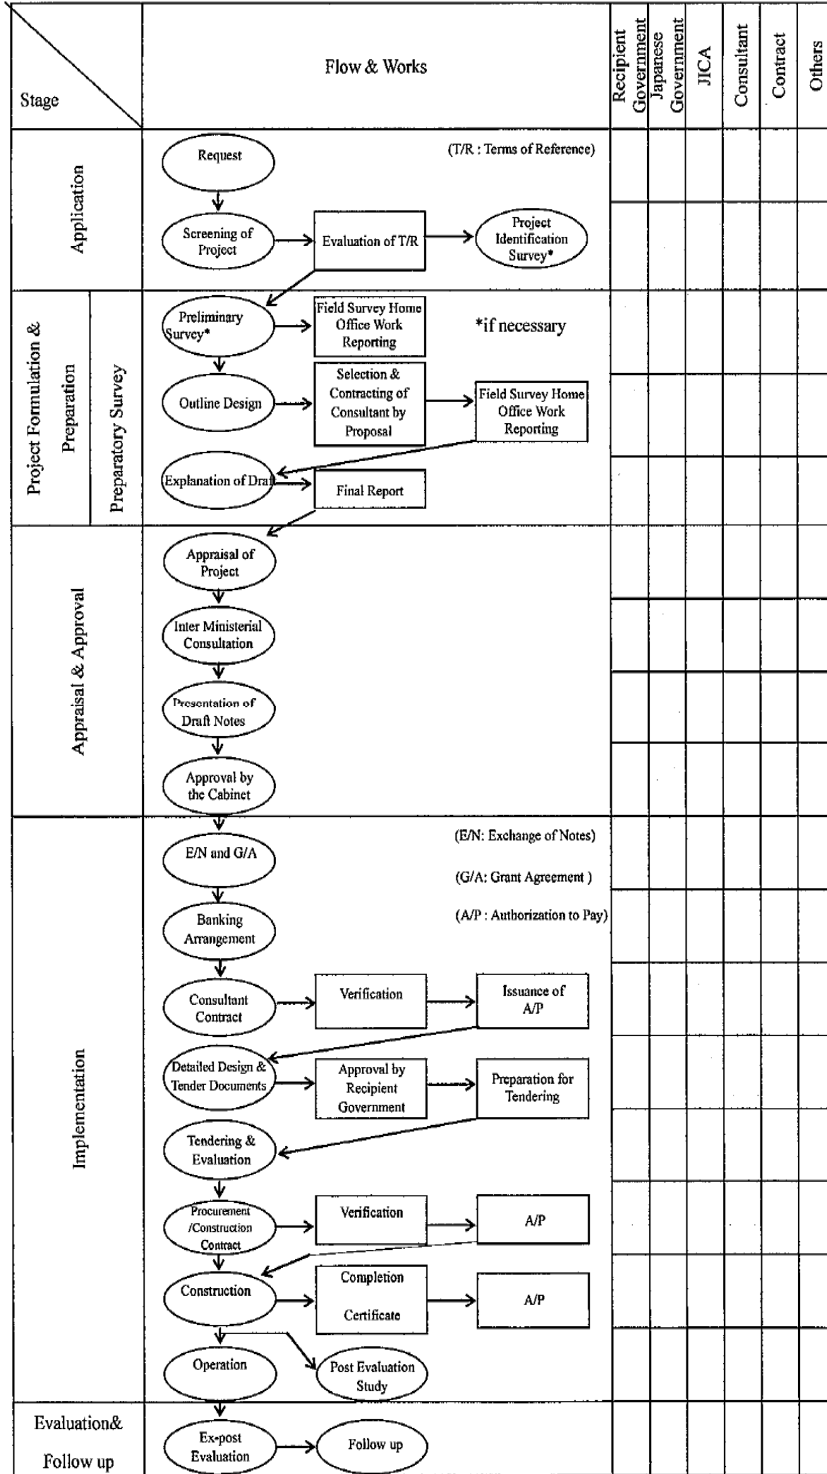 Stage
Flow & Works
Recipient
Government
Japanese
Government
JICA
Consultant
Contract
Others
Application
Request
(T/R : Terms of Reference)
Screening of
Project
Evaluation of T/R
Project
Identification
Survey*
Project Formulation &
Preparation
Preparatory Survey
Preliminary
Survey*
Field Survey Home
Office Work
Reporting
*if necessary
Outline Design
Selection &
Contracting of
Consultant by
Proposal
Field Survey Home
Office Work
Reporting
Explanation of Draft
Final Report
Appraisal & Approval
Appraisal of
Project
Inter Ministerial
Consultation
Presentation of
Draft Notes
Approval by
the Cabinet
Implementation
E/N and G/A
(E/N: Exchange of Notes)
(G/A: Grant Agreement )
(A/P : Authorization to Pay)
Banking
Arrangement
Consultant
Contract
Verification
Issuance of
A/P
Detailed Design &
Tender Documents
Approval by
Recipient
Government
Preparation for
Tendering
Tendering &
Evaluation
Procurement
/Construction
Contract
Verification
A/P
Construction
Completion
Certificate
A/P
Operation
Post Evaluation
Study
Evaluation&
Follow up
Ex-post
Evaluation
Follow up